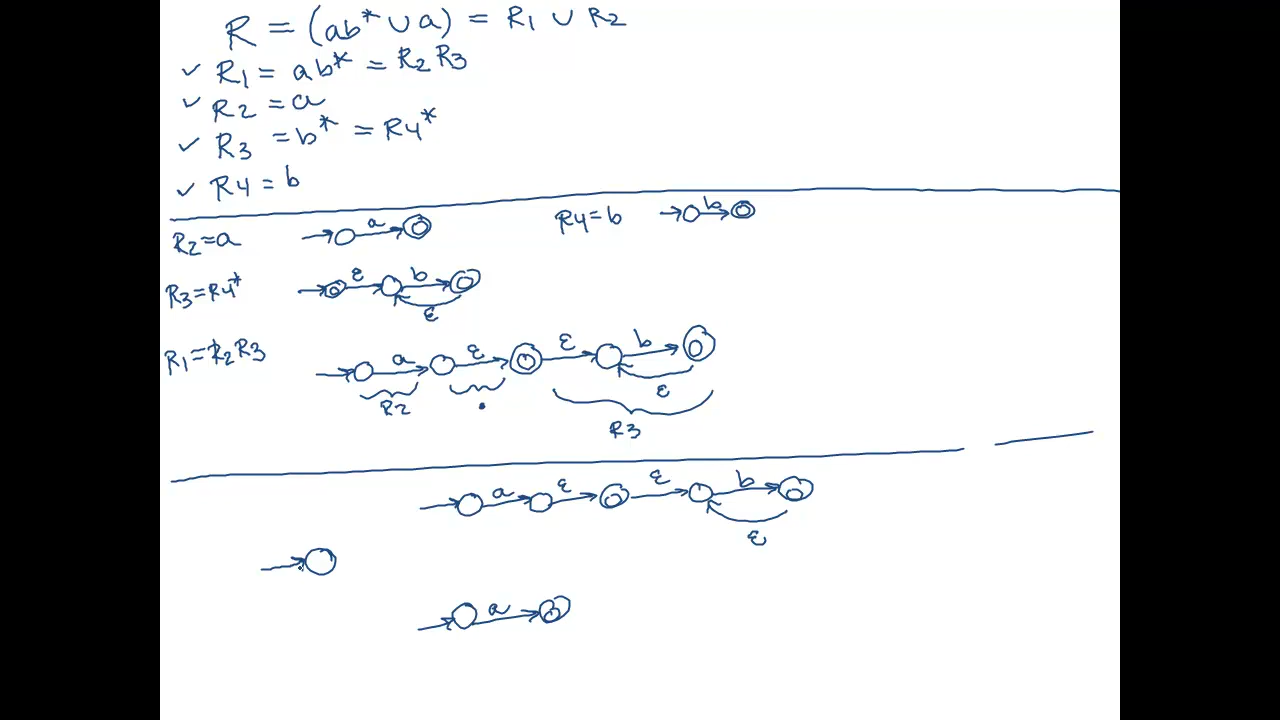 R = (ab* ∪ a) = R1 ∪ R2
✓ R1 = ab* = R2 R3
✓ R2 = a
✓ R3 = b* = R4*
✓ R4 = b
R2 = a a R4 = b b
R3 = R4* ε b ε
R1 = R2 R3 a ε ε b ε
R2 . R3
a ε ε b ε
a